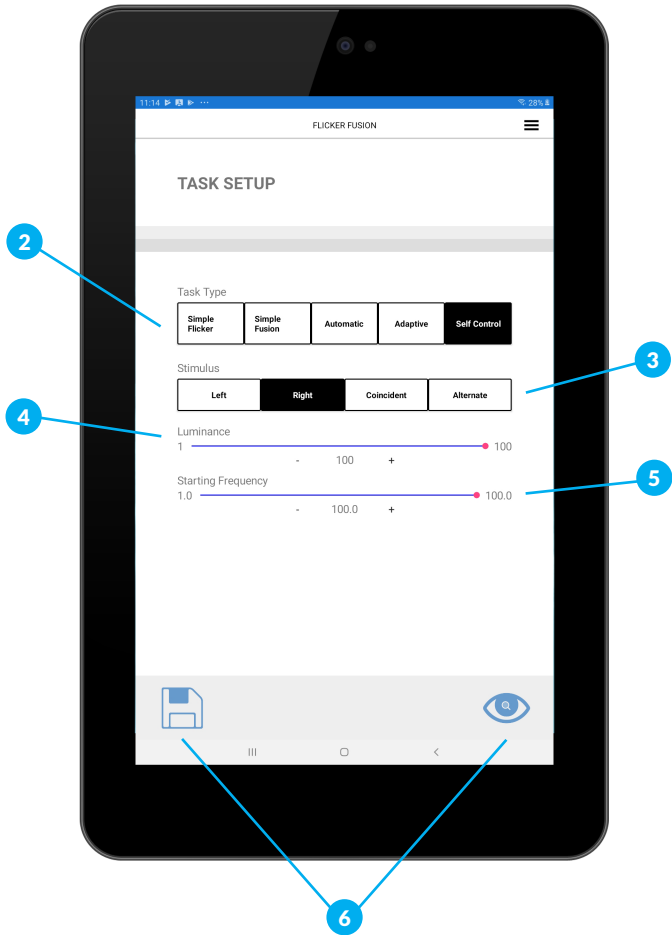 11:14
28%
FLICKER FUSION
TASK SETUP
2
Task Type
Simple Flicker Simple Fusion Automatic Adaptive Self Control
Stimulus
3
Left Right Coincident Alternate
4
Luminance
1 100
- 100 +
Starting Frequency
5
1.0 100.0
- 100.0 +
6